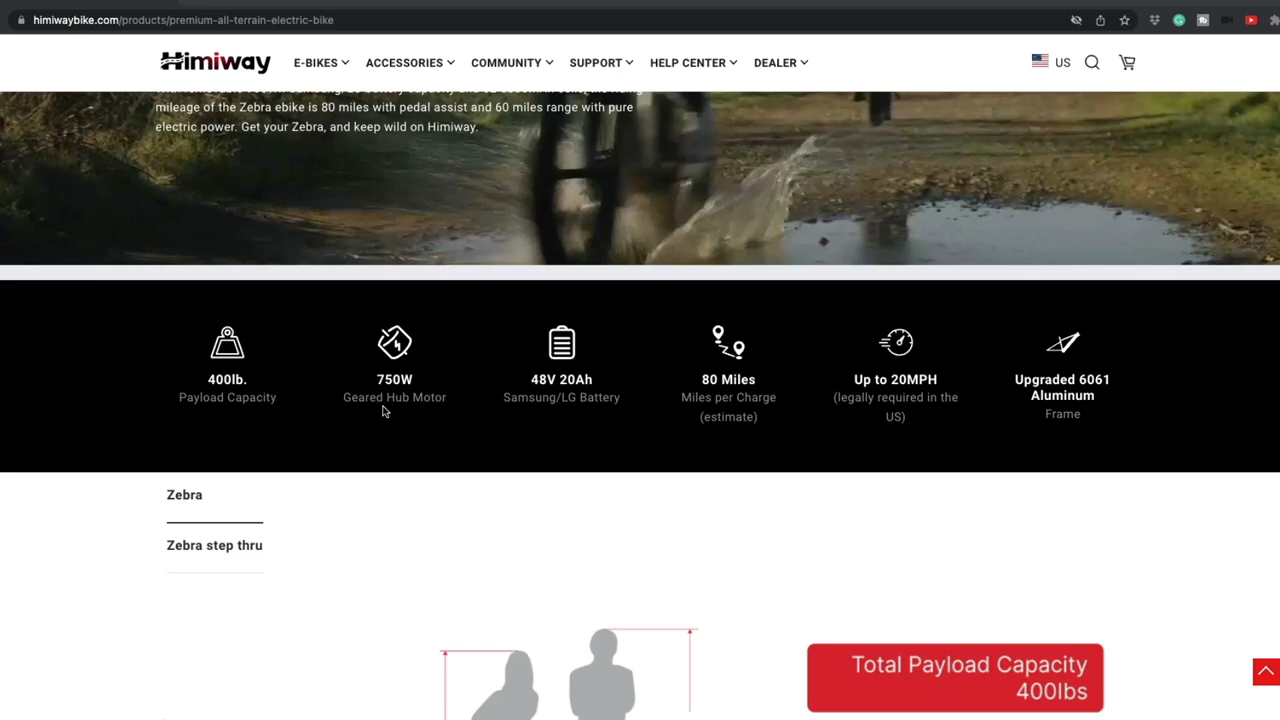 himiwaybike.com/products/premium-all-terrain-electric-bike
Himiway
E-BIKES
ACCESSORIES
COMMUNITY
SUPPORT
HELP CENTER
DEALER
US
mileage of the Zebra ebike is 80 miles with pedal assist and 60 miles range with pure
electric power. Get your Zebra, and keep wild on Himiway.
400lb.
Payload Capacity
750W
Geared Hub Motor
48V 20Ah
Samsung/LG Battery
80 Miles
Miles per Charge
(estimate)
Up to 20MPH
(legally required in the
US)
Upgraded 6061
Aluminum
Frame
Zebra
Zebra step thru
Total Payload Capacity
400lbs